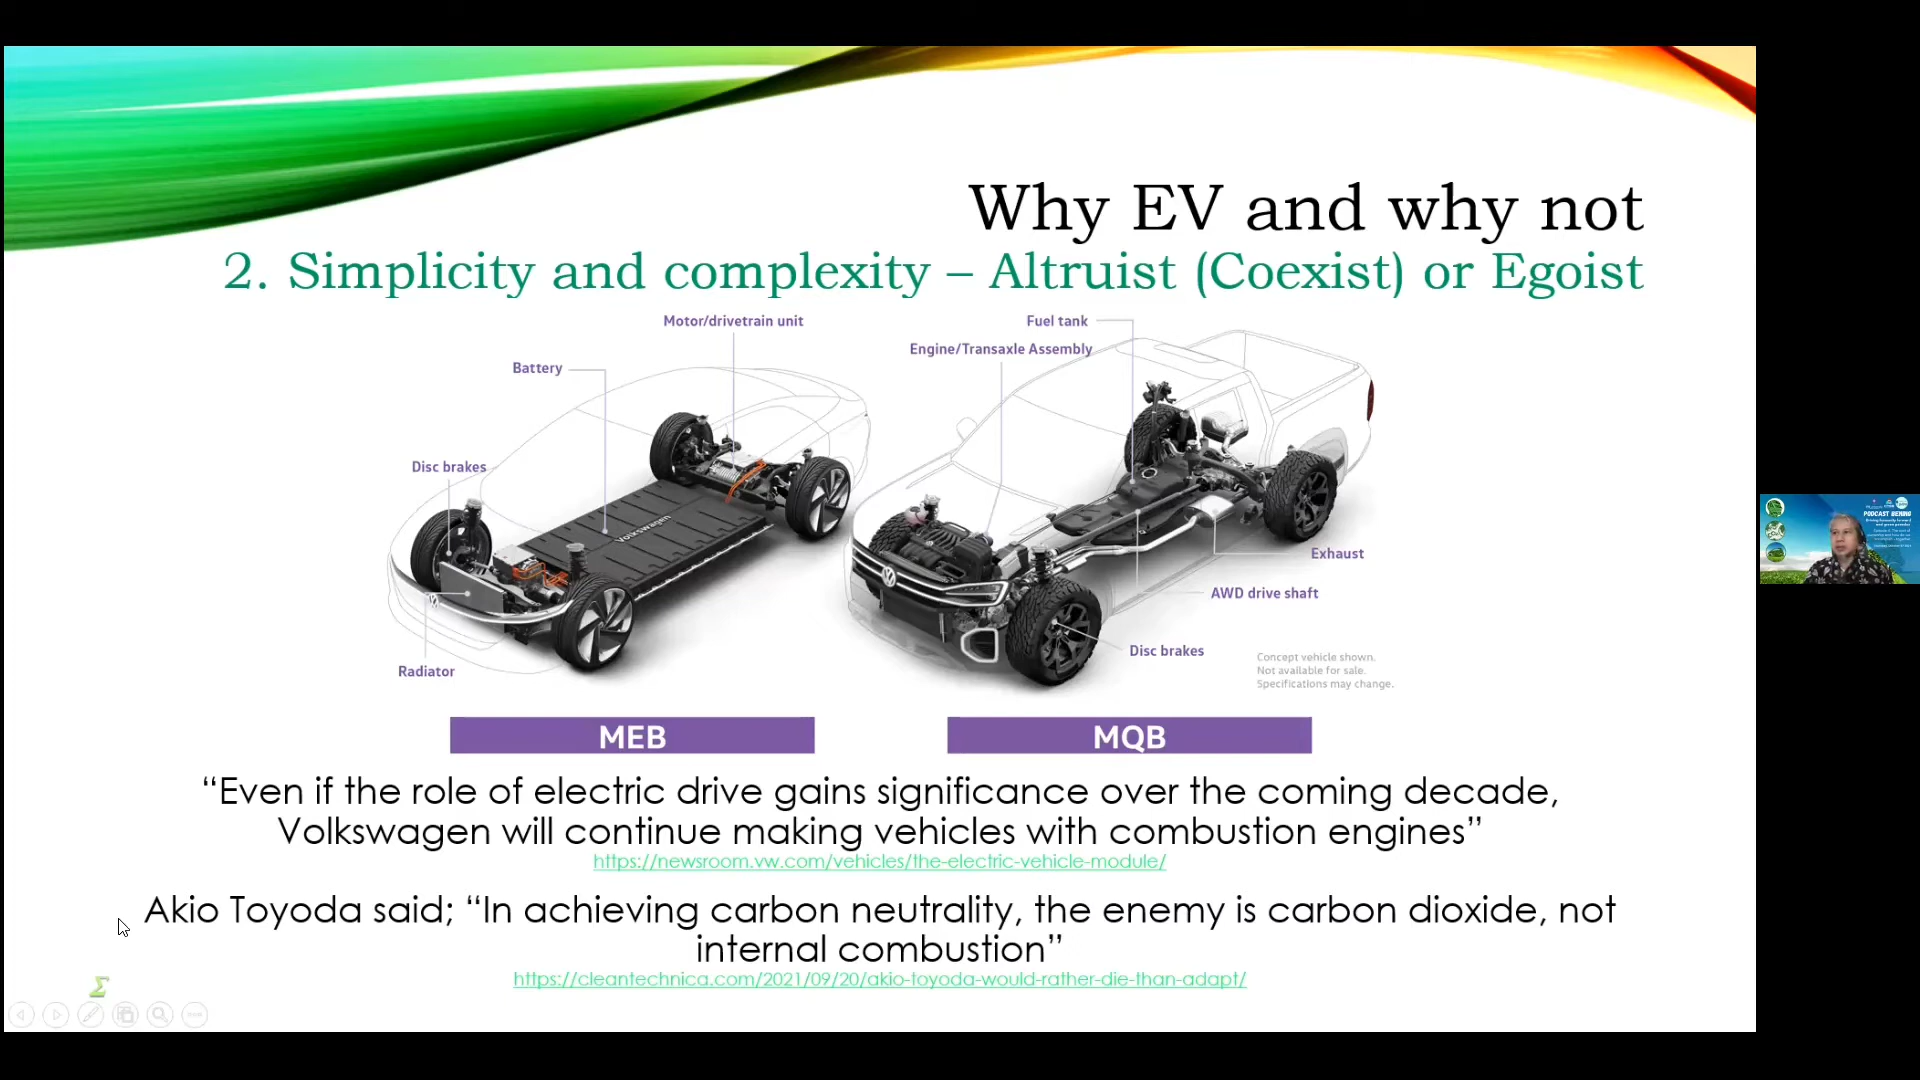 Why EV and why not
2. Simplicity and complexity – Altruist (Coexist) or Egoist
Motor/drivetrain unit
Battery
Disc brakes
Radiator
Volkswagen
MEB
Fuel tank
Engine/Transaxle Assembly
Exhaust
AWD drive shaft
Disc brakes
Concept vehicle shown.
Not available for sale.
Specifications may change.
MQB
“Even if the role of electric drive gains significance over the coming decade,
Volkswagen will continue making vehicles with combustion engines”
https://newsroom.vw.com/vehicles/the-electric-vehicle-module/
Akio Toyoda said; “In achieving carbon neutrality, the enemy is carbon dioxide, not
internal combustion”
https://cleantechnica.com/2021/09/20/akio-toyoda-would-rather-die-than-adapt/
PODCAST BENING